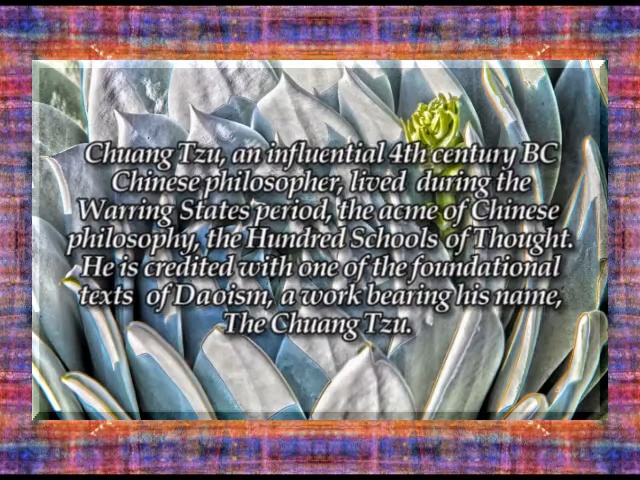 Chuang Tzu, an influential 4th century BC
Chinese philosopher, lived during the
Warring States period, the acme of Chinese
philosophy, the Hundred Schools of Thought.
He is credited with one of the foundational
texts of Daoism, a work bearing his name,
The Chuang Tzu.